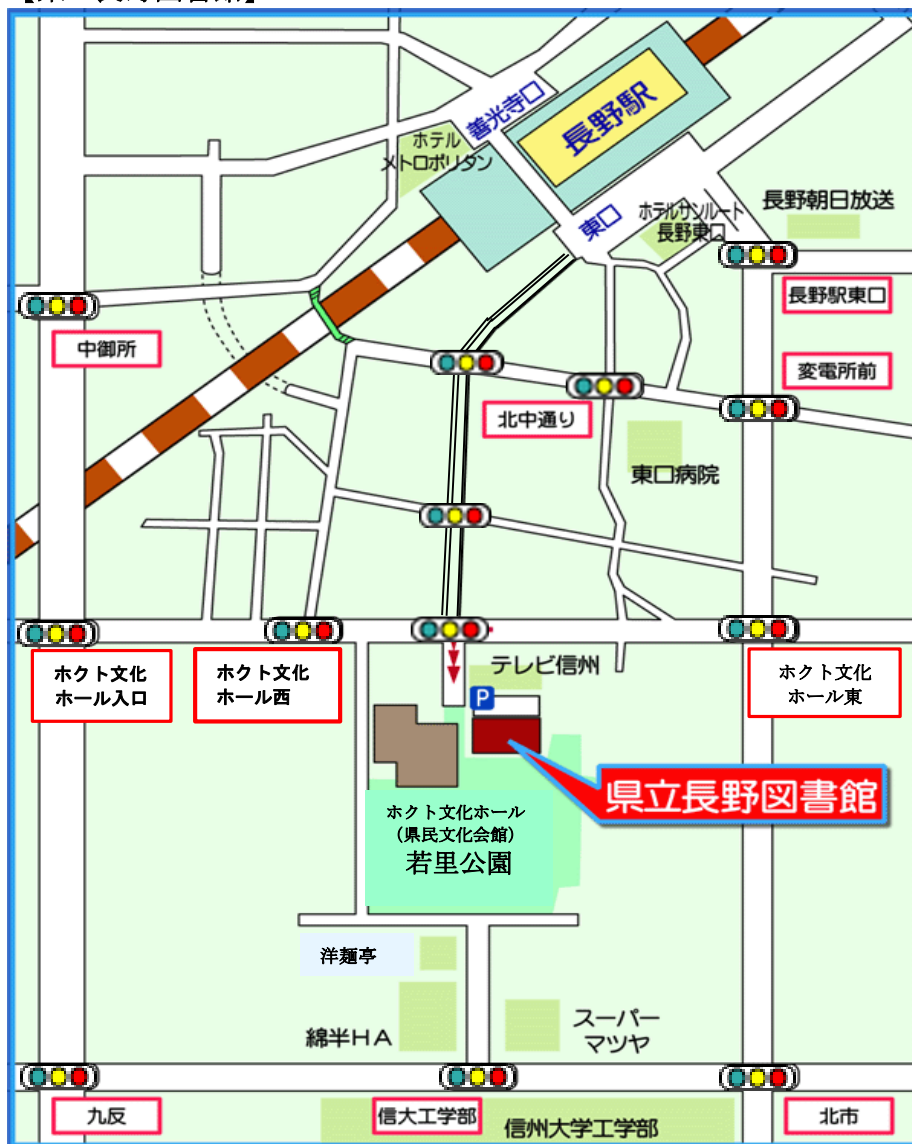 長野駅
善光寺口
ホテル
メトロポリタン
東口
ホテルサンルート
長野東口
長野朝日放送
長野駅東口
中御所
変電所前
北中通り
東口病院
テレビ信州
ホクト文化
ホール入口
ホクト文化
ホール西
ホクト文化
ホール東
P
県立長野図書館
ホクト文化ホール
(県民文化会館)
若里公園
洋麺亭
綿半HA
スーパー
マツヤ
九反
信大工学部
信州大学工学部
北市